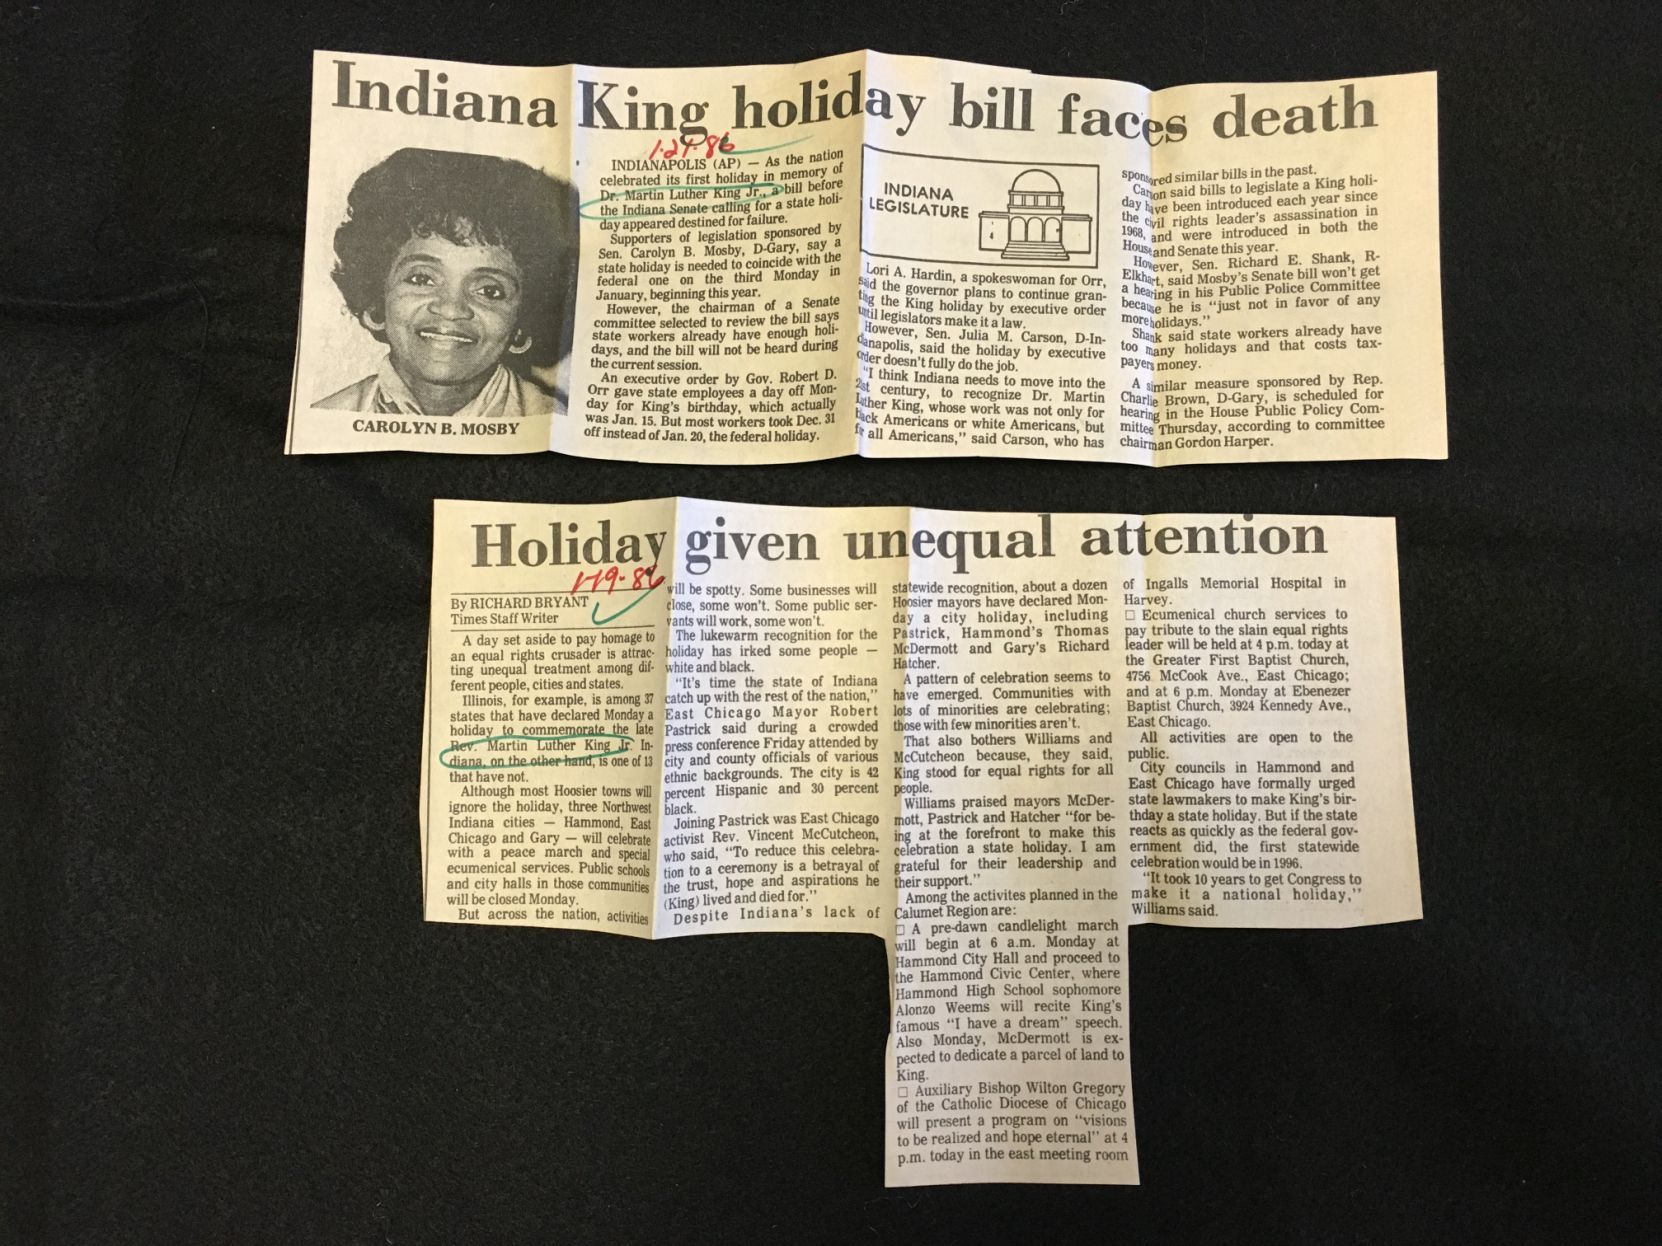 Indiana King holiday bill faces death
1-21-86
CAROLYN B. MOSBY
INDIANAPOLIS (AP) — As the nation
celebrated its first holiday in memory of
Dr. Martin Luther King Jr., a bill before
the Indiana Senate calling for a state holi-
day appeared destined for failure.
Supporters of legislation sponsored by
Sen. Carolyn B. Mosby, D-Gary, say a
state holiday is needed to coincide with the
federal one on the third Monday in
January, beginning this year.
However, the chairman of a Senate
committee selected to review the bill says
state workers already have enough holi-
days, and the bill will not be heard during
the current session.
An executive order by Gov. Robert D.
Orr gave state employees a day off Mon-
day for King's birthday, which actually
was Jan. 15. But most workers took Dec. 31
off instead of Jan. 20, the federal holiday.
INDIANA
LEGISLATURE
Lori A. Hardin, a spokeswoman for Orr,
said the governor plans to continue gran-
ting the King holiday by executive order
until legislators make it a law.
However, Sen. Julia M. Carson, D-In-
dianapolis, said the holiday by executive
order doesn't fully do the job.
"I think Indiana needs to move into the
21st century, to recognize Dr. Martin
Luther King, whose work was not only for
black Americans or white Americans, but
for all Americans," said Carson, who has
sponsored similar bills in the past.
Carson said bills to legislate a King holi-
day have been introduced each year since
the civil rights leader's assassination in
1968, and were introduced in both the
House and Senate this year.
However, Sen. Richard E. Shank, R-
Elkhart, said Mosby's Senate bill won't get
a hearing in his Public Police Committee
because he is "just not in favor of any
more holidays."
Shank said state workers already have
too many holidays and that costs tax-
payers money.
A similar measure sponsored by Rep.
Charlie Brown, D-Gary, is scheduled for
hearing in the House Public Policy Com-
mittee Thursday, according to committee
chairman Gordon Harper.
Holiday given unequal attention
1-19-86
By RICHARD BRYANT
Times Staff Writer
A day set aside to pay homage to
an equal rights crusader is attrac-
ting unequal treatment among dif-
ferent people, cities and states.
Illinois, for example, is among 37
states that have declared Monday a
holiday to commemorate the late
Rev. Martin Luther King Jr. In-
diana, on the other hand, is one of 13
that have not.
Although most Hoosier towns will
ignore the holiday, three Northwest
Indiana cities — Hammond, East
Chicago and Gary — will celebrate
with a peace march and special
ecumenical services. Public schools
and city halls in those communities
will be closed Monday.
But across the nation, activities
will be spotty. Some businesses will
close, some won't. Some public ser-
vants will work, some won't.
The lukewarm recognition for the
holiday has irked some people —
white and black.
"It's time the state of Indiana
catch up with the rest of the nation,"
East Chicago Mayor Robert
Pastrick said during a crowded
press conference Friday attended by
city and county officials of various
ethnic backgrounds. The city is 42
percent Hispanic and 30 percent
black.
Joining Pastrick was East Chicago
activist Rev. Vincent McCutcheon,
who said, "To reduce this celebra-
tion to a ceremony is a betrayal of
the trust, hope and aspirations he
(King) lived and died for."
Despite Indiana's lack of
statewide recognition, about a dozen
Hoosier mayors have declared Mon-
day a city holiday, including
Pastrick, Hammond's Thomas
McDermott and Gary's Richard
Hatcher.
A pattern of celebration seems to
have emerged. Communities with
lots of minorities are celebrating;
those with few minorities aren't.
That also bothers Williams and
McCutcheon because, they said,
King stood for equal rights for all
people.
Williams praised mayors McDer-
mott, Pastrick and Hatcher "for be-
ing at the forefront to make this
celebration a state holiday. I am
grateful for their leadership and
their support."
Among the activites planned in the
Calumet Region are:
□ A pre-dawn candlelight march
will begin at 6 a.m. Monday at
Hammond City Hall and proceed to
the Hammond Civic Center, where
Hammond High School sophomore
Alonzo Weems will recite King's
famous "I have a dream" speech.
Also Monday, McDermott is ex-
pected to dedicate a parcel of land to
King.
□ Auxiliary Bishop Wilton Gregory
of the Catholic Diocese of Chicago
will present a program on "visions
to be realized and hope eternal" at 4
p.m. today in the east meeting room
of Ingalls Memorial Hospital in
Harvey.
□ Ecumenical church services to
pay tribute to the slain equal rights
leader will be held at 4 p.m. today at
the Greater First Baptist Church,
4756 McCook Ave., East Chicago;
and at 6 p.m. Monday at Ebenezer
Baptist Church, 3924 Kennedy Ave.,
East Chicago.
All activities are open to the
public.
City councils in Hammond and
East Chicago have formally urged
state lawmakers to make King's bir-
thday a state holiday. But if the state
reacts as quickly as the federal gov-
ernment did, the first statewide
celebration would be in 1996.
"It took 10 years to get Congress to
make it a national holiday,"
Williams said.